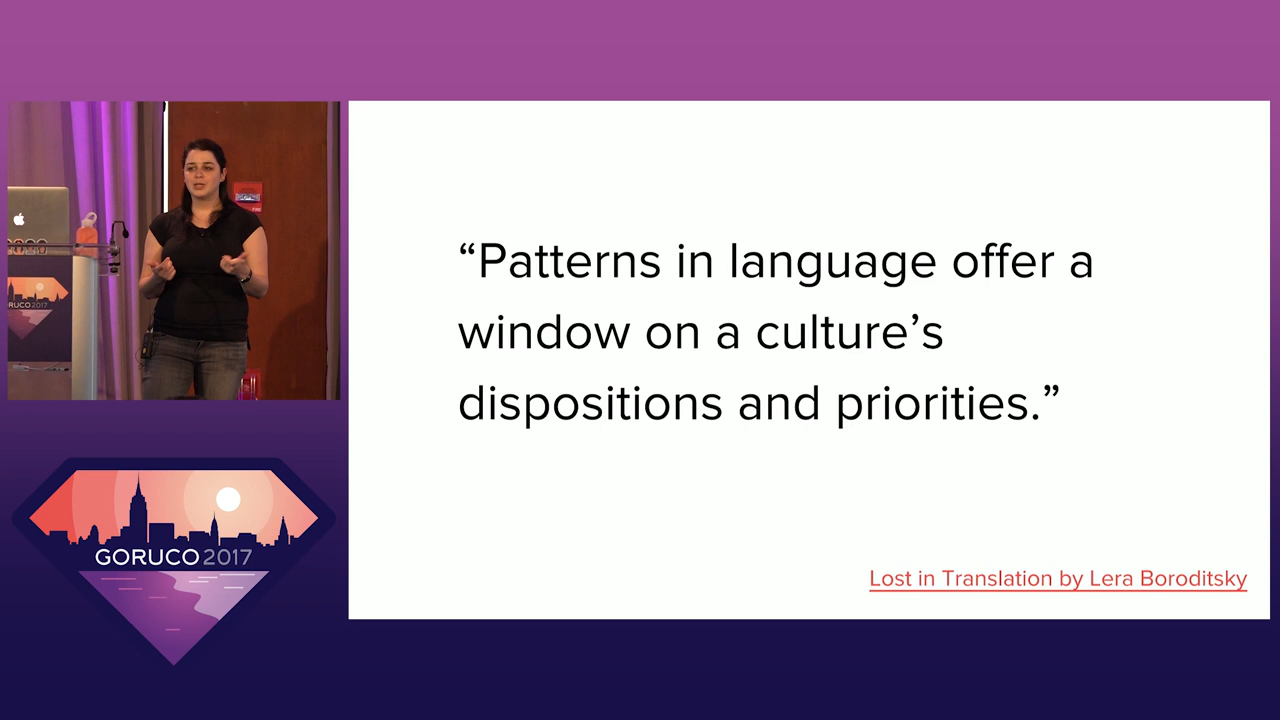 “Patterns in language offer a
window on a culture’s
dispositions and priorities.”
Lost in Translation by Lera Boroditsky
GORUCO 2017